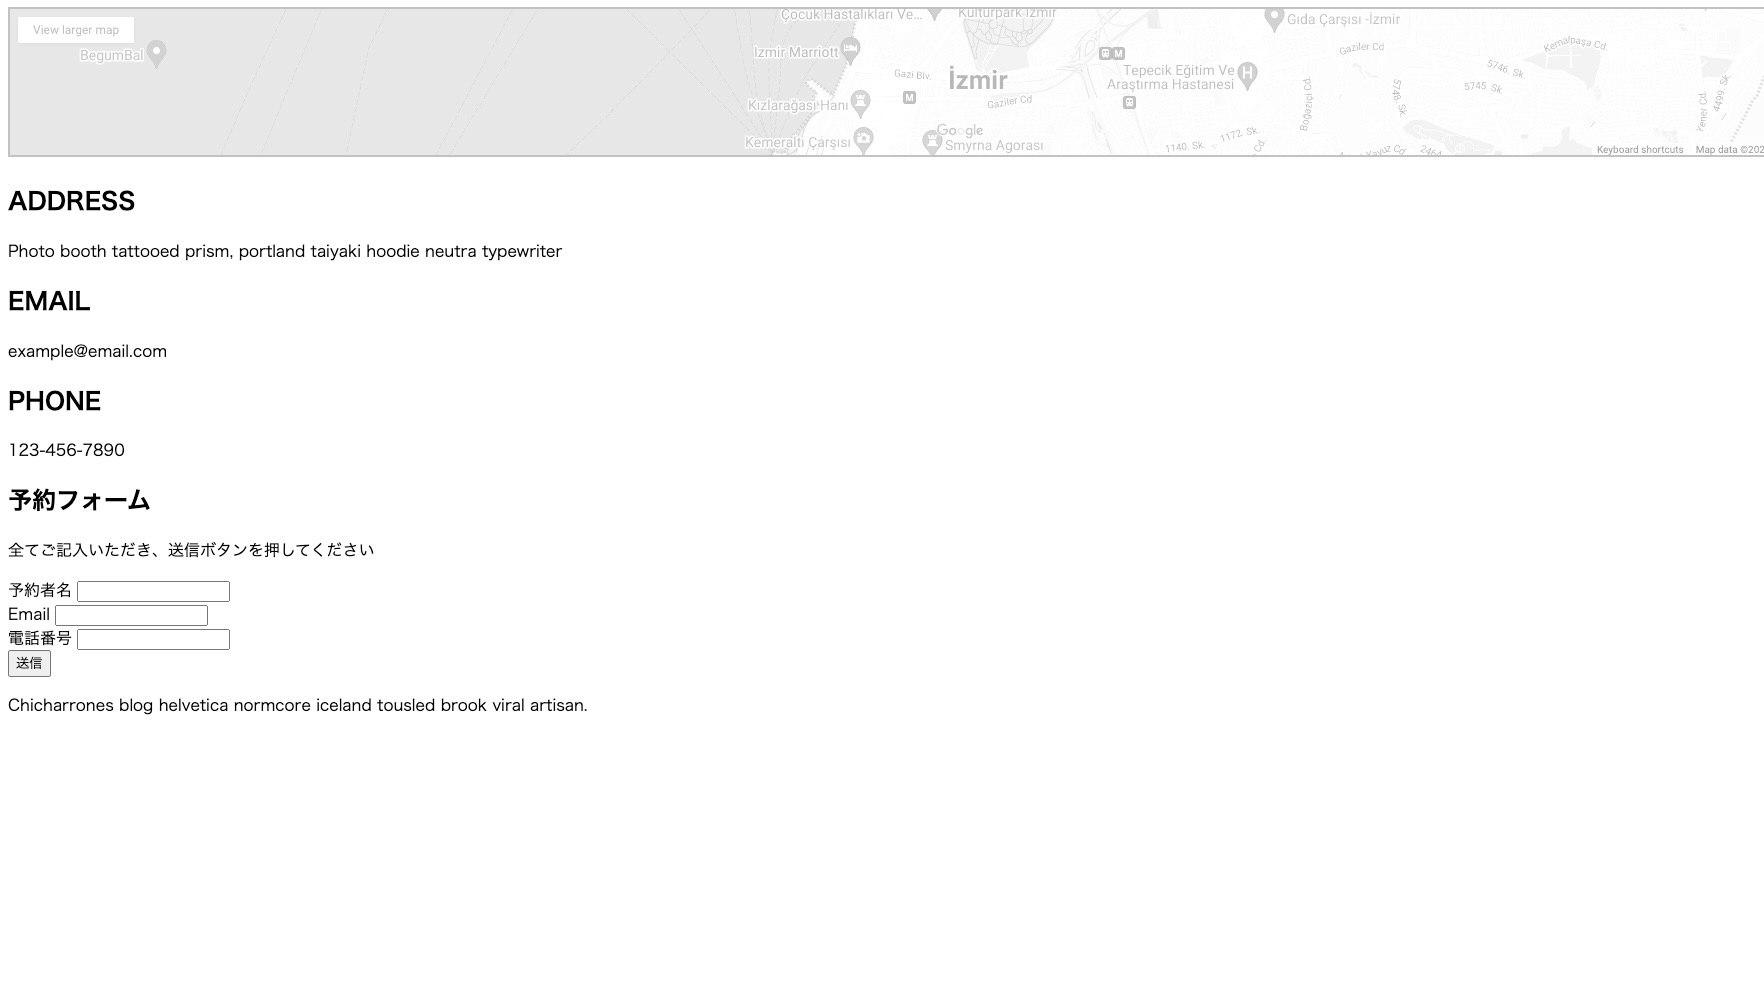 Çocuk Hastalıkları Ve...
Kültürpark İzmir
Gıda Çarşısı -İzmir
View larger map
BegumBal
İzmir Marriott
Gaziler Cd
Kemalpaşa Cd.
Gazi Blv.
İzmir
Tepecik Eğitim Ve
Araştırma Hastanesi
H
5746. Sk.
5745. Sk.
5748. Sk.
Boğaziçi Cd
Yener Cd.
4499. Sk.
M
M
Kızlarağası Hanı
Gaziler Cd
Kemeraltı Çarşısı
Google
Smyrna Agorası
1172. Sk.
1140. Sk.
Yavuz Cd
2464
Keyboard shortcuts
Map data ©202
ADDRESS
Photo booth tattooed prism, portland taiyaki hoodie neutra typewriter
EMAIL
example@email.com
PHONE
123-456-7890
予約フォーム
全てご記入いただき、送信ボタンを押してください
予約者名
Email
電話番号
送信
Chicharrones blog helvetica normcore iceland tousled brook viral artisan.